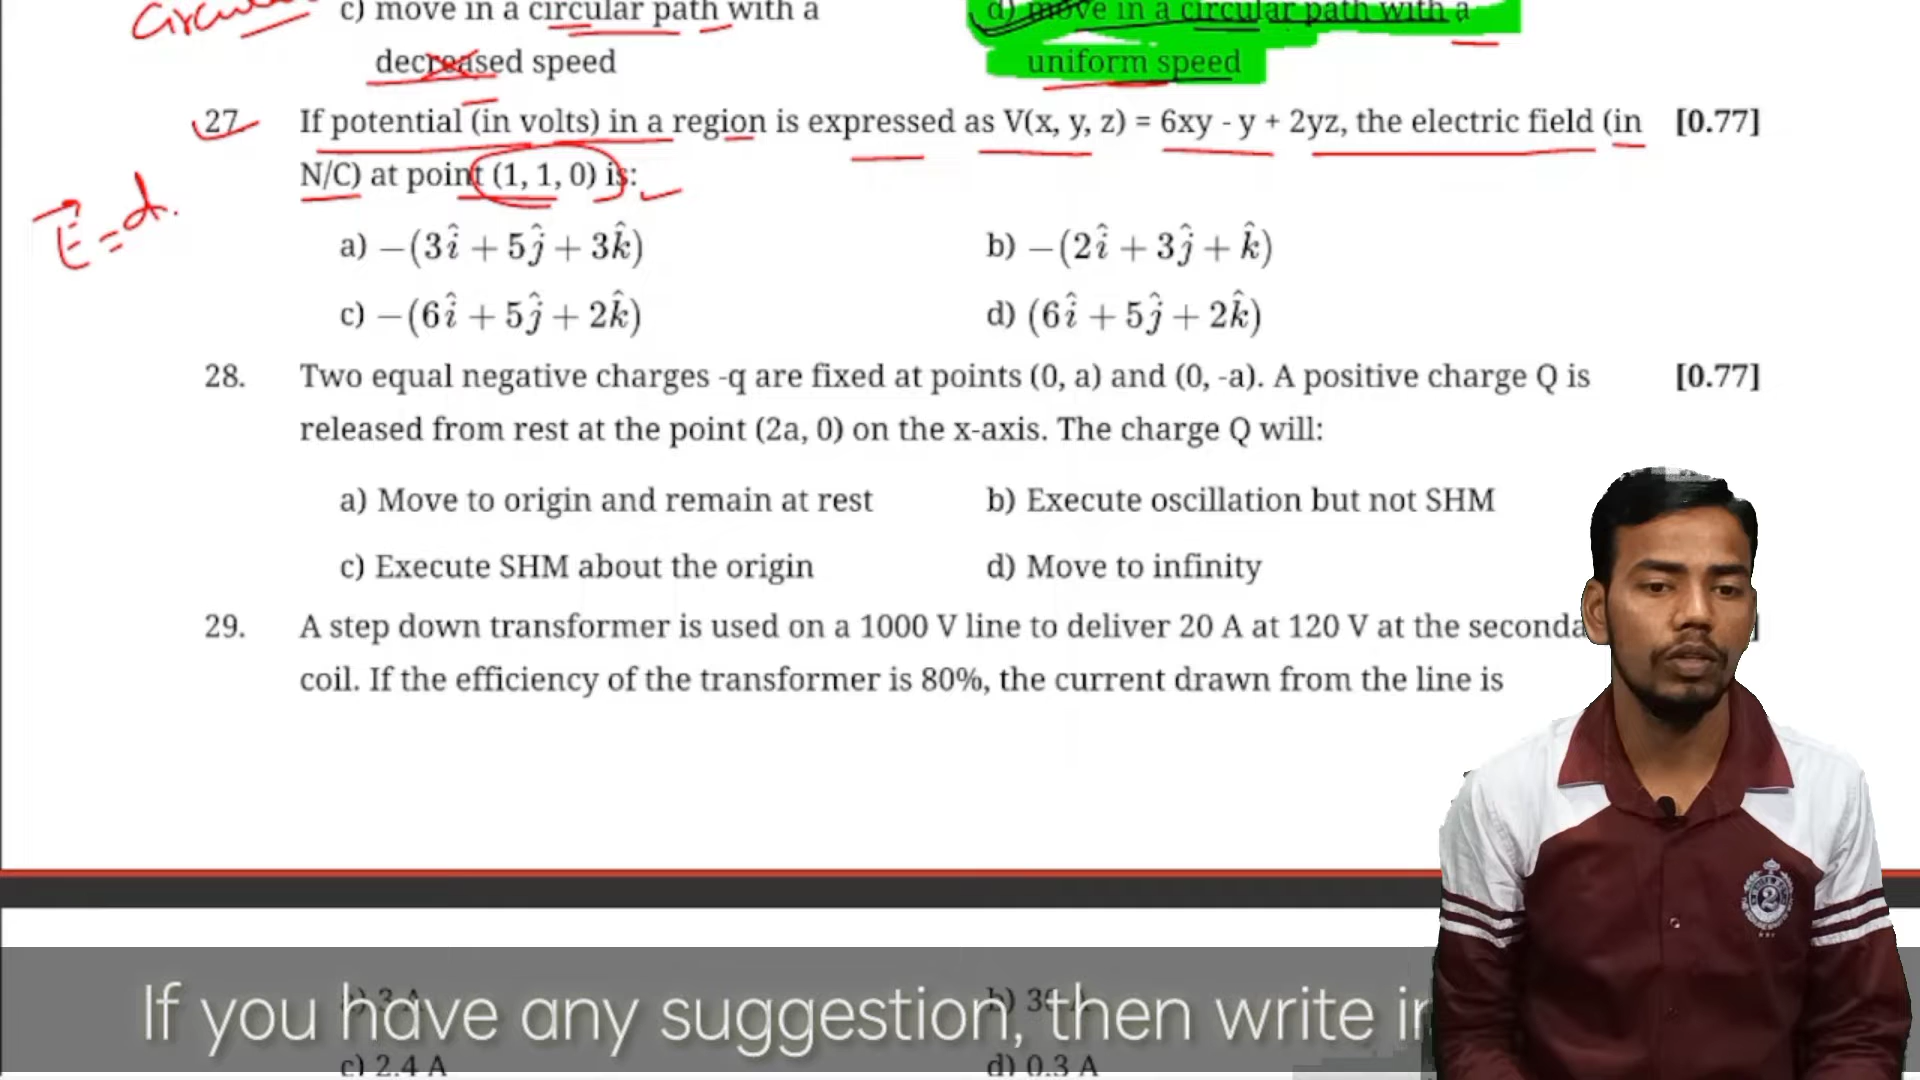 c) move in a circular path with a
d) move in a circular path with a
decreased speed
uniform speed
27 If potential (in volts) in a region is expressed as V(x, y, z) = 6xy - y + 2yz, the electric field (in [0.77]
N/C) at point (1, 1, 0) is:
E = d.
a) −(3î + 5ĵ + 3k̂)
b) −(2î + 3ĵ + k̂)
c) −(6î + 5ĵ + 2k̂)
d) (6î + 5ĵ + 2k̂)
28. Two equal negative charges -q are fixed at points (0, a) and (0, -a). A positive charge Q is [0.77]
released from rest at the point (2a, 0) on the x-axis. The charge Q will:
a) Move to origin and remain at rest
b) Execute oscillation but not SHM
c) Execute SHM about the origin
d) Move to infinity
29. A step down transformer is used on a 1000 V line to deliver 20 A at 120 V at the seconda
coil. If the efficiency of the transformer is 80%, the current drawn from the line is
If you have any suggestion, then write in
c) 2.4 A
d) 0.3 A